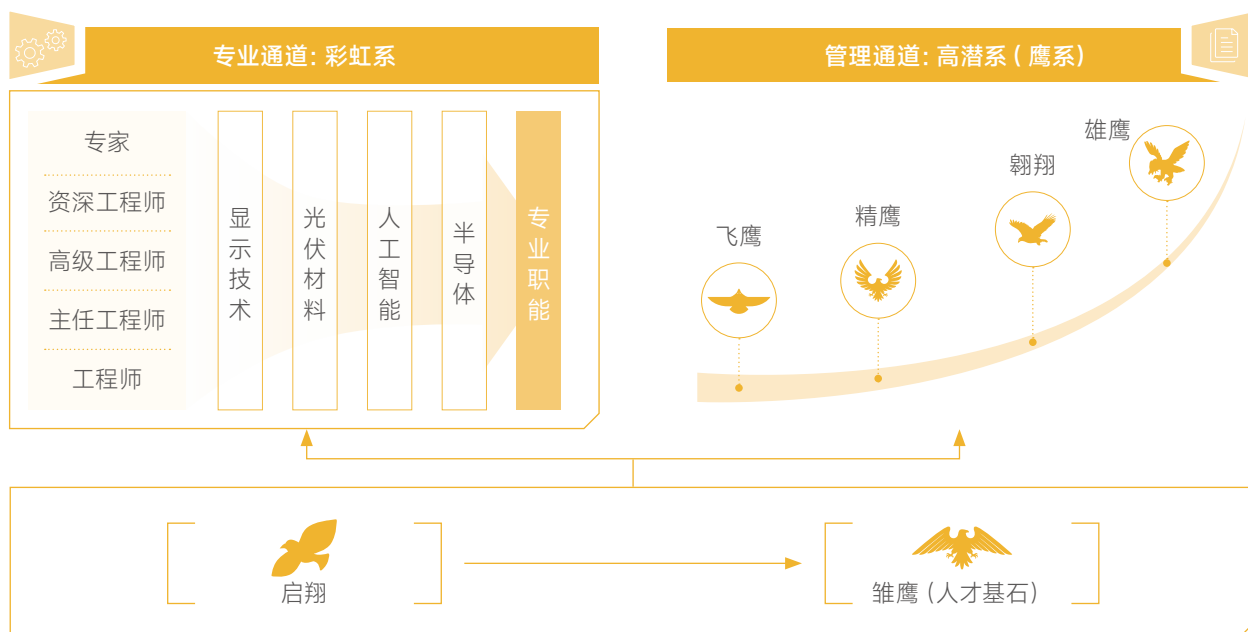 专业通道: 彩虹系
专家
资深工程师
高级工程师
主任工程师
工程师
显示技术
光伏材料
人工智能
半导体
专业职能
管理通道: 高潜系 ( 鹰系)
飞鹰
精鹰
翱翔
雄鹰
启翔
雏鹰 (人才基石)